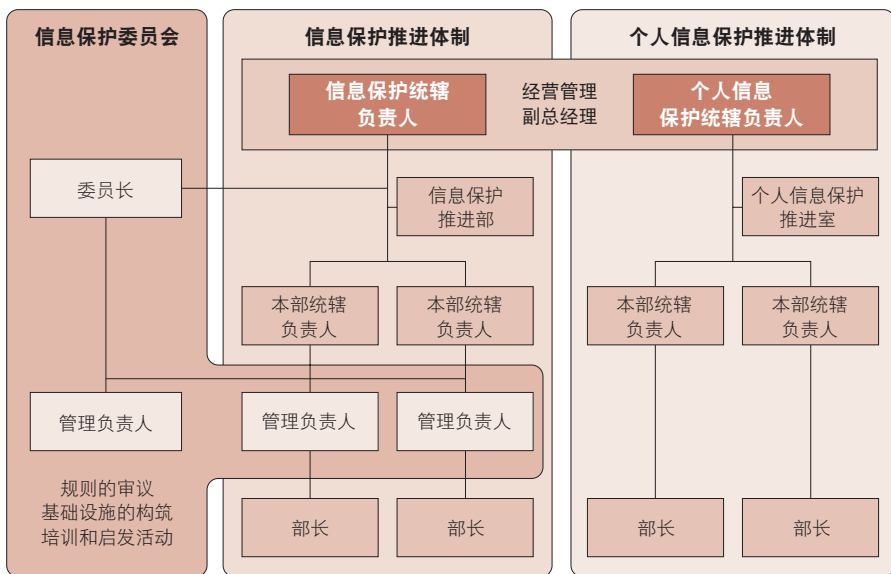 信息保护委员会
信息保护推进体制
个人信息保护推进体制
信息保护统辖
负责人
经营管理
副总经理
个人信息
保护统辖负责人
委员长
信息保护
推进部
个人信息保护
推进室
本部统辖
负责人
本部统辖
负责人
本部统辖
负责人
本部统辖
负责人
管理负责人
管理负责人
管理负责人
规则的审议
基础设施的构筑
培训和启发活动
部长
部长
部长
部长